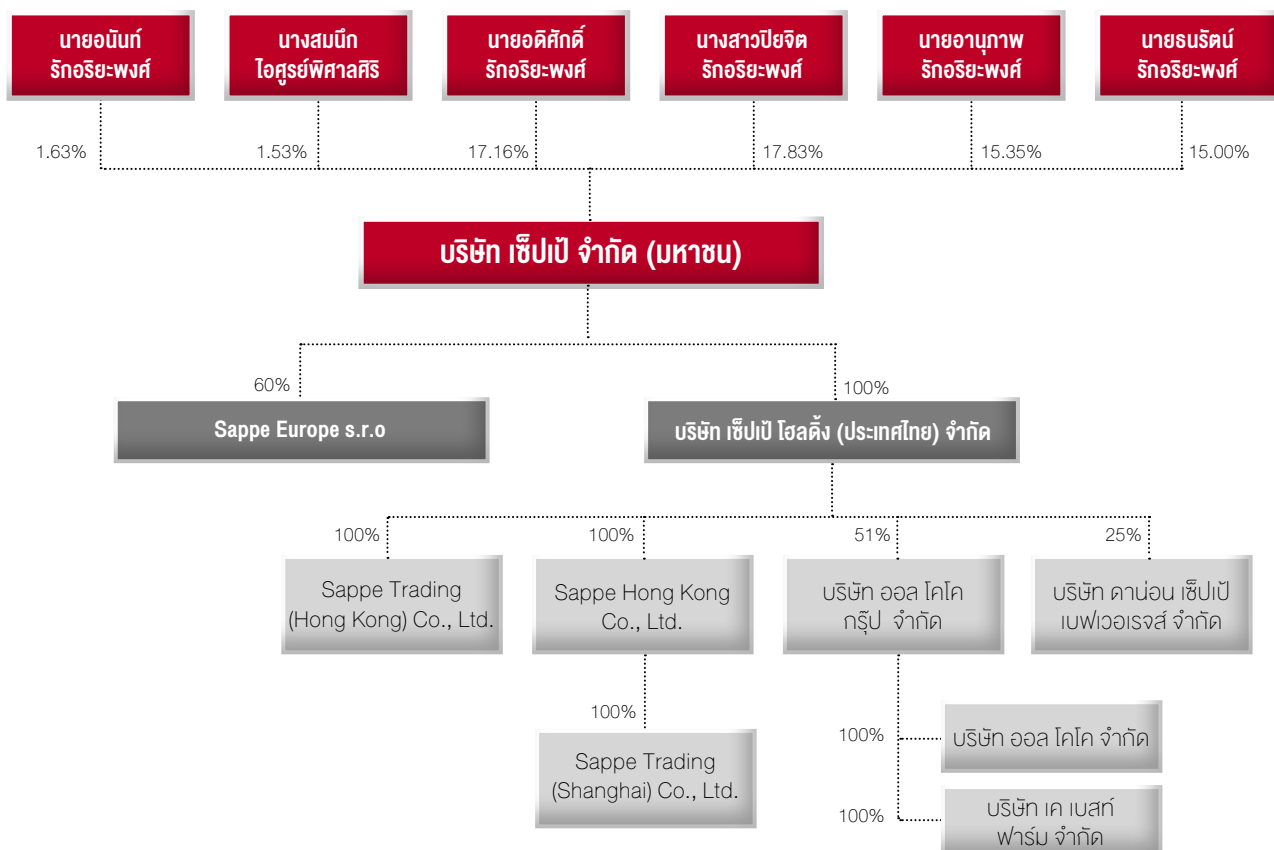 นายอนันท์
รักอริยะพงศ์
นางสมนึก
ไอศูรย์พิศาลศิริ
นายอดิศักดิ์
รักอริยะพงศ์
นางสาวปิยจิต
รักอริยะพงศ์
นายอานุภาพ
รักอริยะพงศ์
นายธนรัตน์
รักอริยะพงศ์
1.63%
1.53%
17.16%
17.83%
15.35%
15.00%
บริษัท เซ็ปเป้ จำกัด (มหาชน)
60%
100%
Sappe Europe s.r.o
บริษัท เซ็ปเป้ โฮลดิ้ง (ประเทศไทย) จำกัด
100%
100%
51%
25%
Sappe Trading
(Hong Kong) Co., Ltd.
Sappe Hong Kong
Co., Ltd.
บริษัท ออล โคโค
กรุ๊ป จำกัด
บริษัท ดาน่อน เซ็ปเป้
เบฟเวอเรจส์ จำกัด
100%
Sappe Trading
(Shanghai) Co., Ltd.
100%
บริษัท ออล โคโค จำกัด
100%
บริษัท เค เบสท์
ฟาร์ม จำกัด